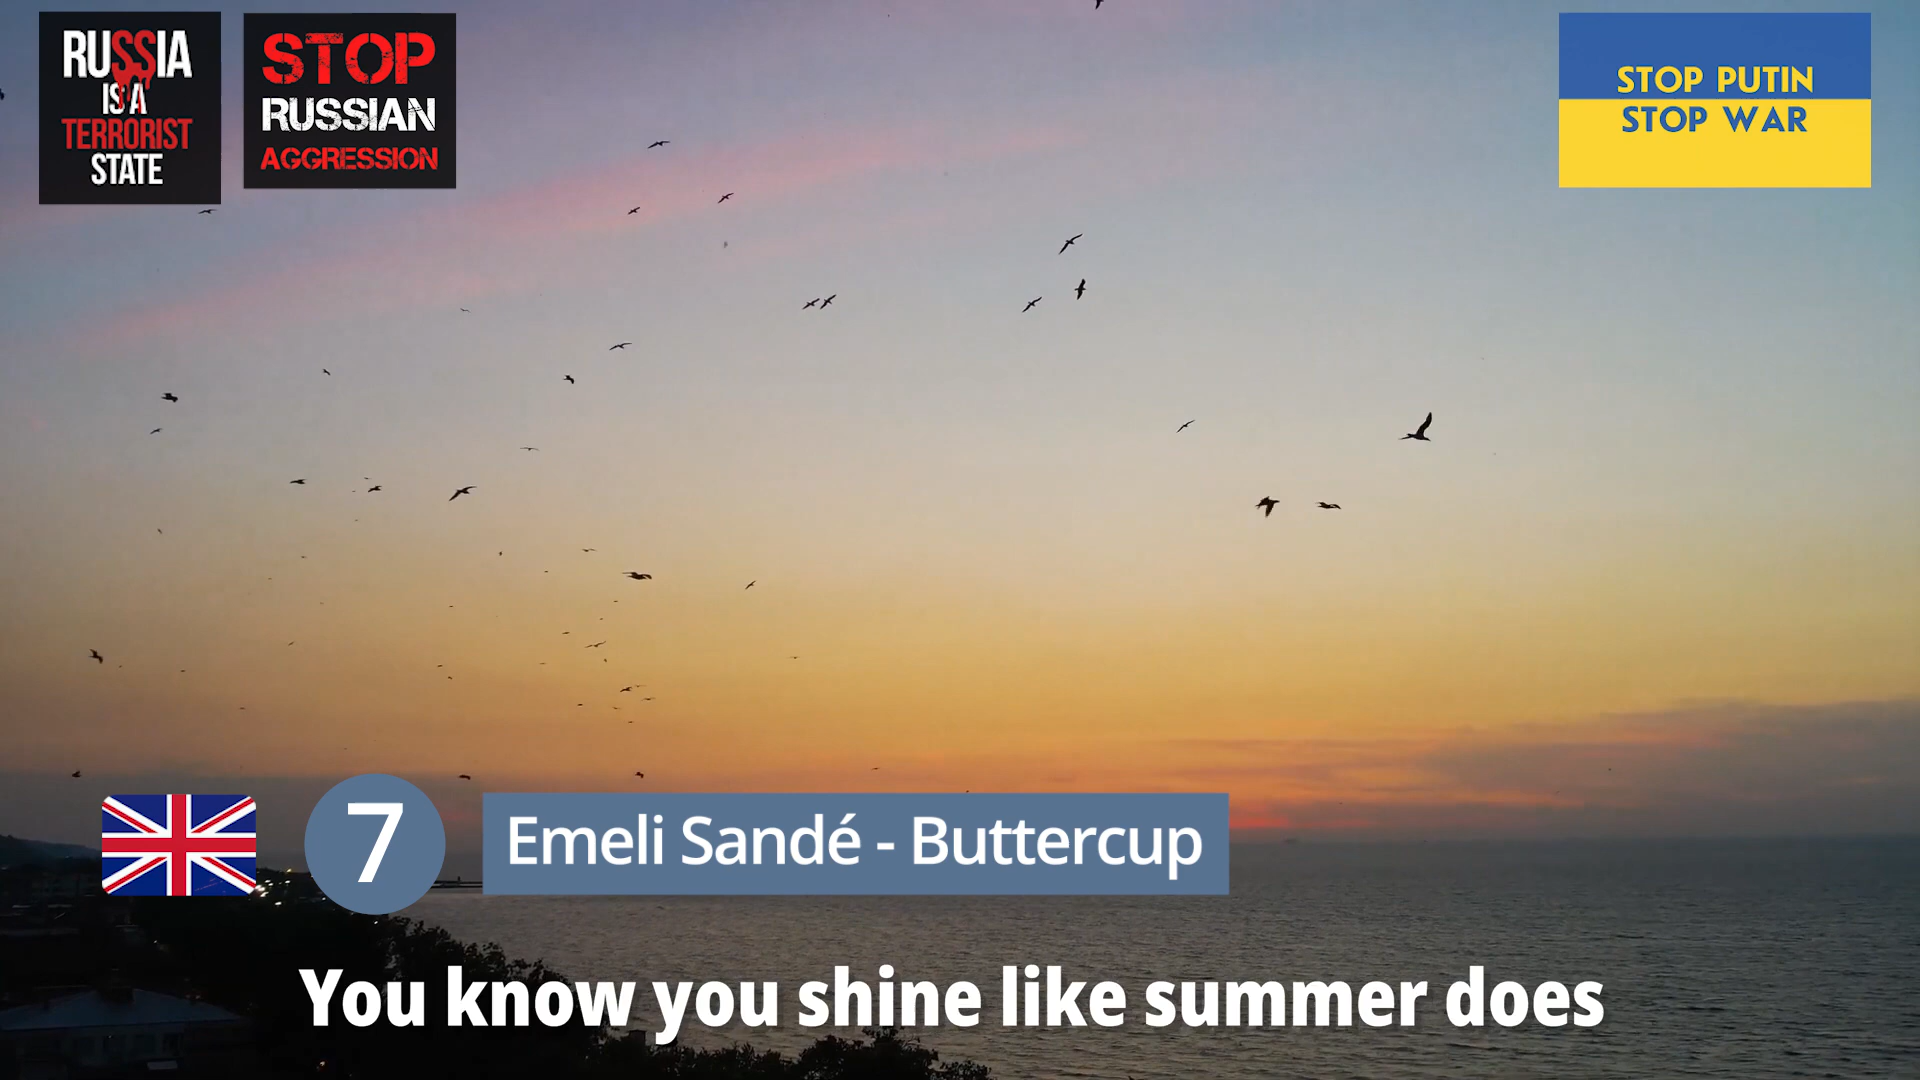 RUSSIA
IS A
TERRORIST
STATE
STOP
RUSSIAN
AGGRESSION
STOP PUTIN
STOP WAR
7
Emeli Sandé - Buttercup
You know you shine like summer does